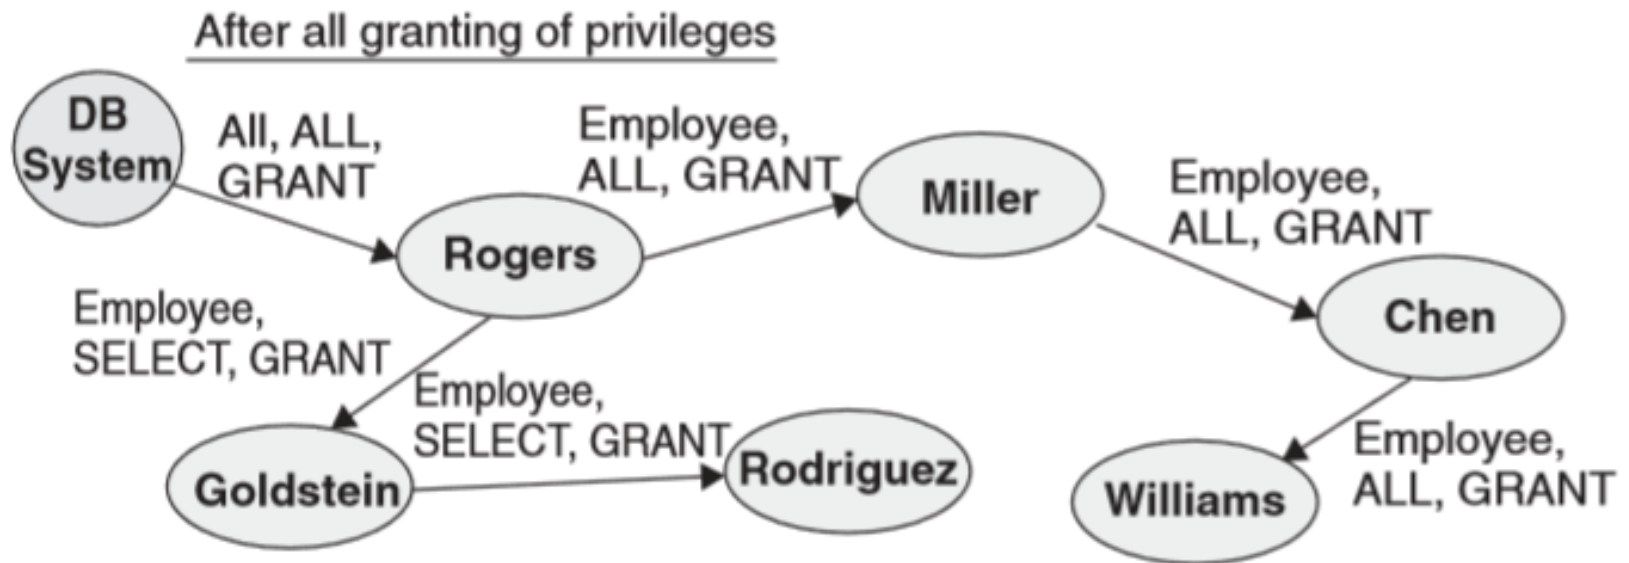 After all granting of privileges
DB
System
All, ALL,
GRANT
Employee,
ALL, GRANT
Miller
Employee,
ALL, GRANT
Rogers
Chen
Employee,
SELECT, GRANT
Employee,
SELECT, GRANT
Goldstein
Rodriguez
Employee,
ALL, GRANT
Williams